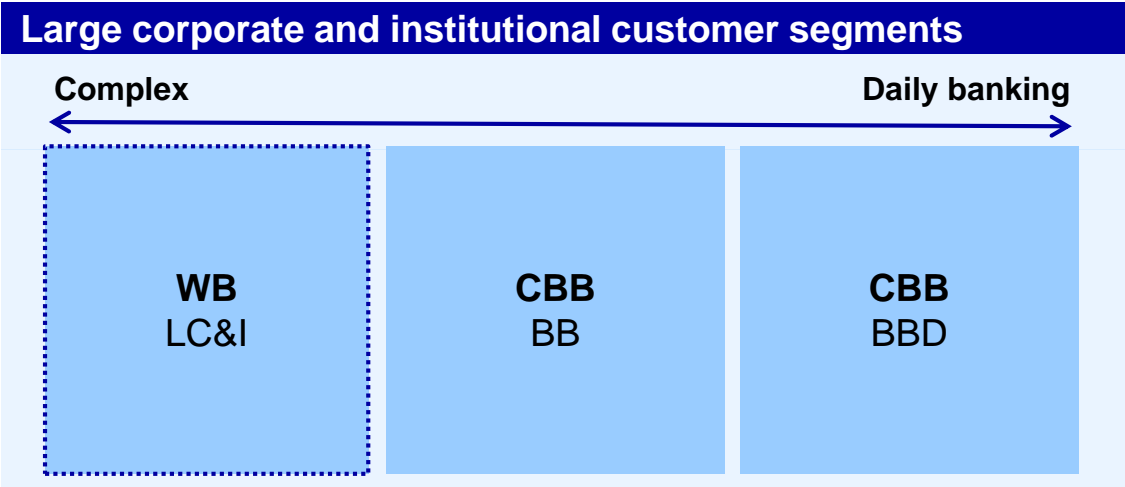 Large corporate and institutional customer segments
Complex
Daily banking
WB
LC&I
CBB
BB
CBB
BBD